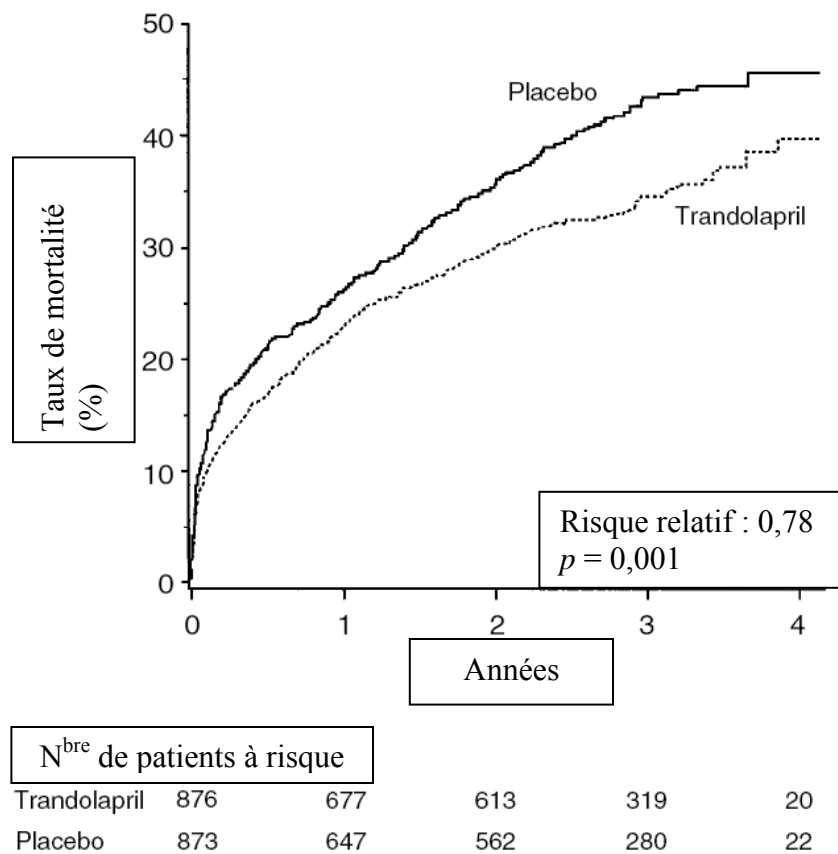 50
40
30
20
10
0
Taux de mortalité
(%)
Placebo
Trandolapril
Risque relatif : 0,78
p = 0,001
0 1 2 3 4
Années
Nbre de patients à risque
Trandolapril 876 677 613 319 20
Placebo 873 647 562 280 22